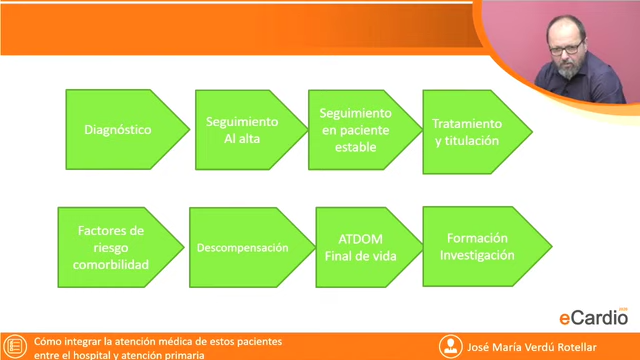 Diagnóstico
Seguimiento
Al alta
Seguimiento
en paciente
estable
Tratamiento
y titulación
Factores de
riesgo
comorbilidad
Descompensación
ATDOM
Final de vida
Formación
Investigación
eCardio
Cómo integrar la atención médica de estos pacientes
entre el hospital y atención primaria
José María Verdú Rotellar